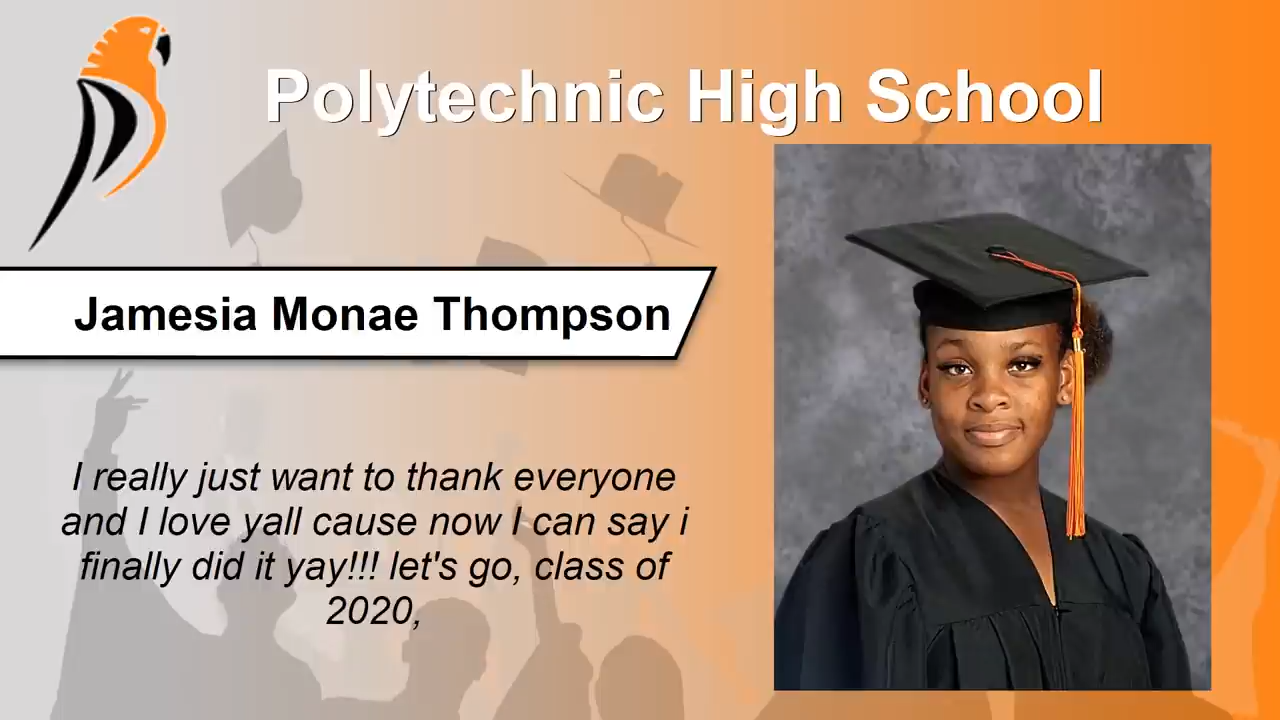 Polytechnic High School
Jamesia Monae Thompson
I really just want to thank everyone
and I love yall cause now I can say i
finally did it yay!!! let's go, class of
2020,